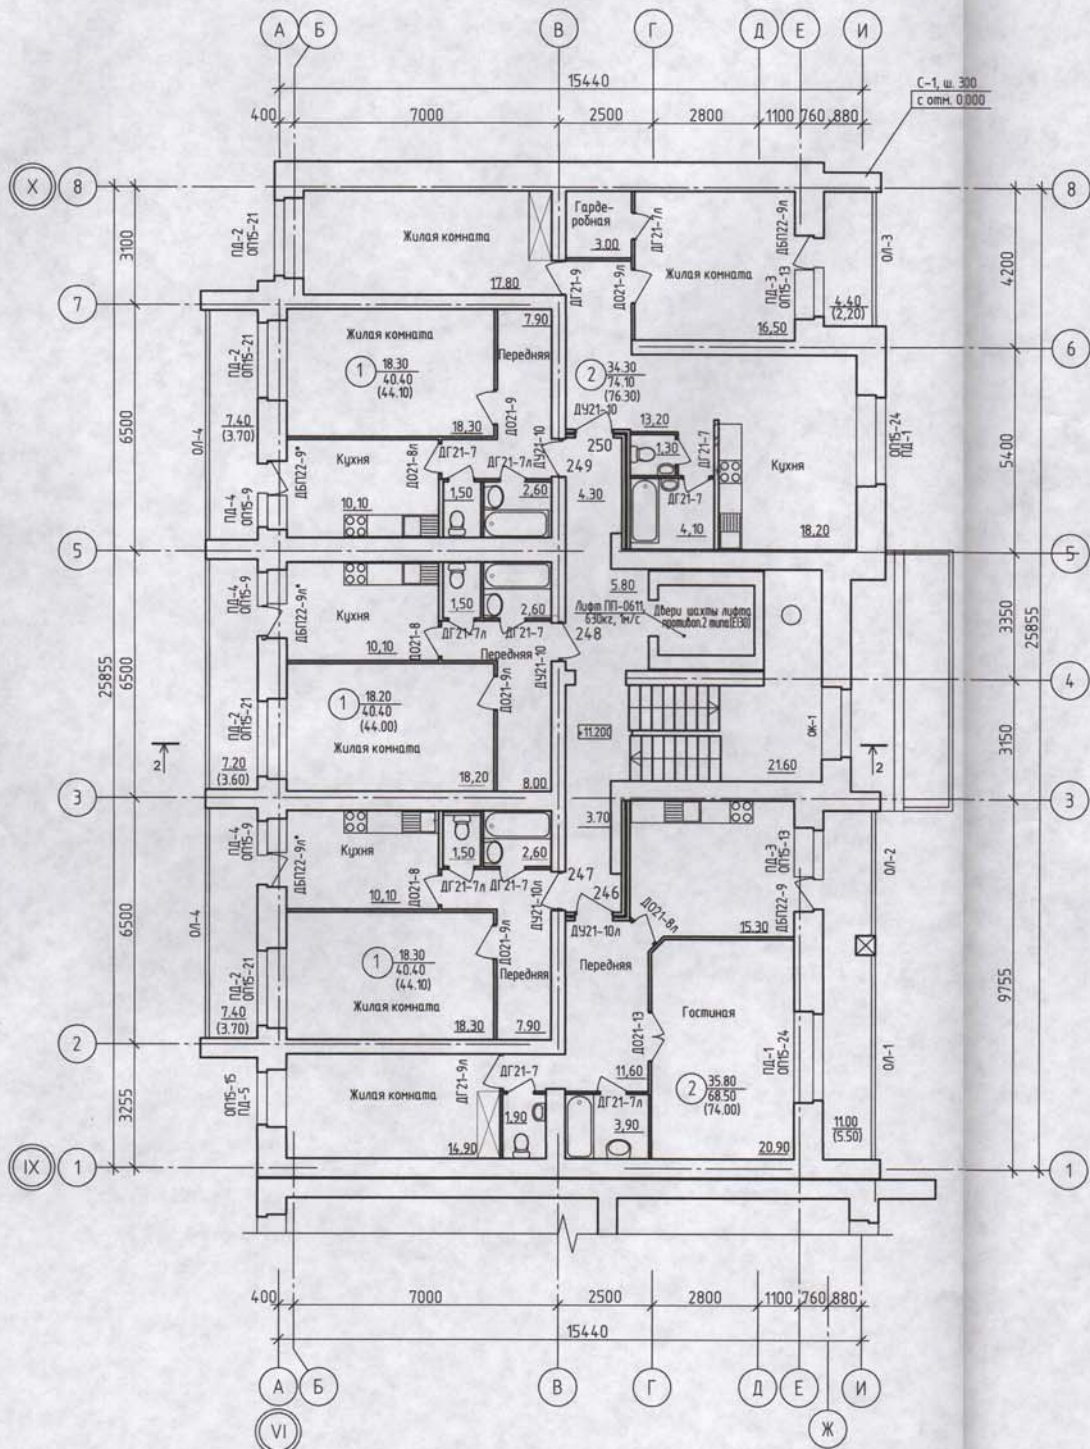 А Б В Г Д Е И
15440
С-1, ш. 300
с отм. 0.000
400 7000 2500 2800 1100 760 880
X 8 8
ПД-2
ОП15-21
Жилая комната
17.80
Гарде-
робная
3.00
ДГ21-7л
ДБП22-9л
ОЛ-3
3100
4200
ДГ21-9
ДО21-9л
Жилая комната
16,50
ПД-3
ОП15-13
4.40
(2,20)
7
6
ПД-2
ОП15-21
Жилая комната
1
18.30
40.40
(44.10)
18,30
7.90
Передняя
ДО21-9
2
34.30
74.10
(76.30)
ДУ21-10
13,20
250
249
ДУ21-10
ОП15-24
ПД-1
6500
5400
ОЛ-4
7.40
(3.70)
ДБП22-9*
ПД-4
ОП15-9
Кухня
10,10
ДО21-8л
ДГ21-7
ДГ21-7л
1,50
2,60
4.30
1,30
ДГ21-7
ДГ21-7
4,10
Кухня
18,20
5
5
ПД-4
ОП15-9
ДБП22-9л*
Кухня
10,10
ДО21-8
1,50
2,60
ДГ21-7л
ДГ21-7
Передняя
248
ДУ21-10
5.80
Лифт ПП-0611,
630кг, 1м/с
Двери шахты лифта
противоп.2 типа(EI30)
3350
25855
25855
6500
4
1
18.20
40.40
(44.00)
Жилая комната
18,20
ДО21-9л
8.00
ПД-2
ОП15-21
7.20
(3.60)
2
+11.200
ОК-1
21.60
2
3150
3
3
ПД-4
ОП15-9
ДБП22-9л*
Кухня
10,10
ДО21-8
1,50
2,60
ДГ21-7л
ДГ21-7
247
ДУ21-10л
3.70
246
ДУ21-10л
ДО21-8л
15.30
ПД-3
ОП15-13
ДБП22-9
ОЛ-2
6500
9755
ОЛ-4
1
18.30
40.40
(44.10)
Жилая комната
18.30
ДО21-9л
Передняя
7.90
ПД-2
ОП15-21
7.40
(3.70)
Передняя
ДО21-13
11,60
Гостиная
2
35.80
68.50
(74.00)
20.90
ПД-1
ОП15-24
ОЛ-1
11.00
(5.50)
2
3255
ОП15-15
ПД-5
Жилая комната
14.90
ДГ21-9л
ДГ21-7
1,90
ДГ21-7л
3,90
IX 1 1
400 7000 2500 2800 1100 760 880
15440
А Б В Г Д Е И
VI Ж